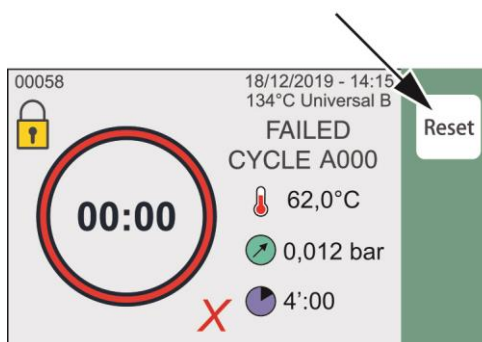 00058
18/12/2019 - 14:15
134°C Universal B
FAILED
CYCLE A000
Reset
62,0°C
00:00
0,012 bar
4':00
X